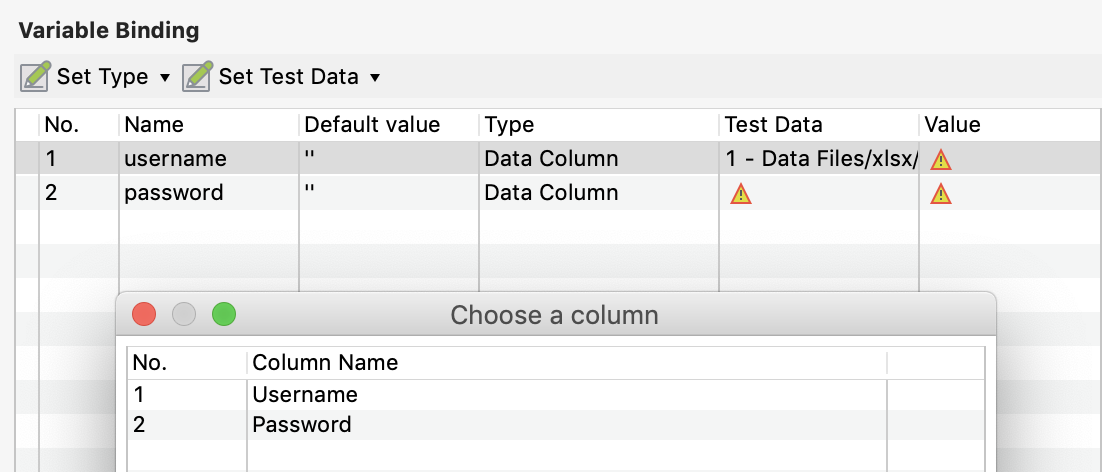 Variable Binding
Set Type ▾ Set Test Data ▾
No. Name Default value Type Test Data Value
1 username '' Data Column 1 - Data Files/xlsx/
2 password '' Data Column
Choose a column
No. Column Name
1 Username
2 Password